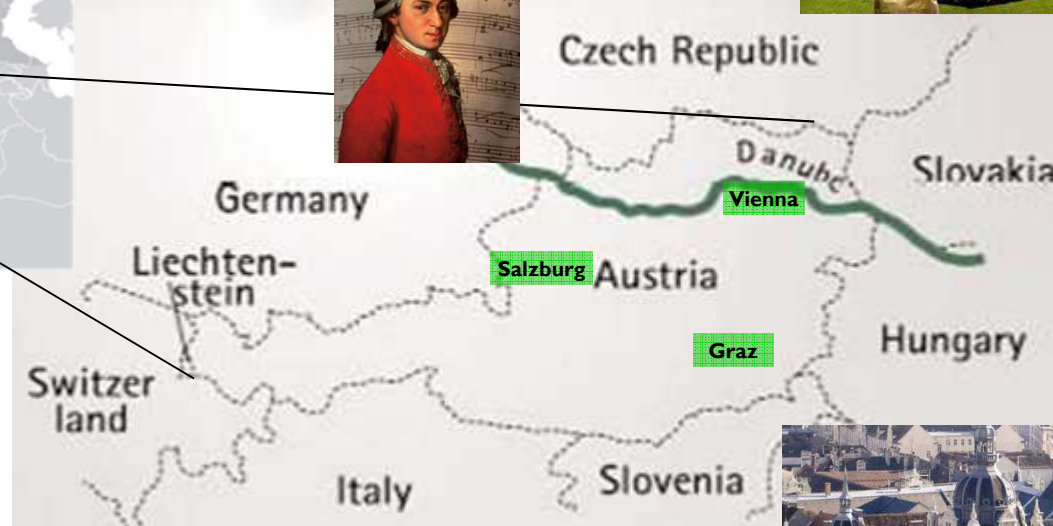 Czech Republic
Danube
Slovakia
Germany
Vienna
Liechten-
stein
Salzburg
Austria
Graz
Hungary
Switzer
land
Italy
Slovenia